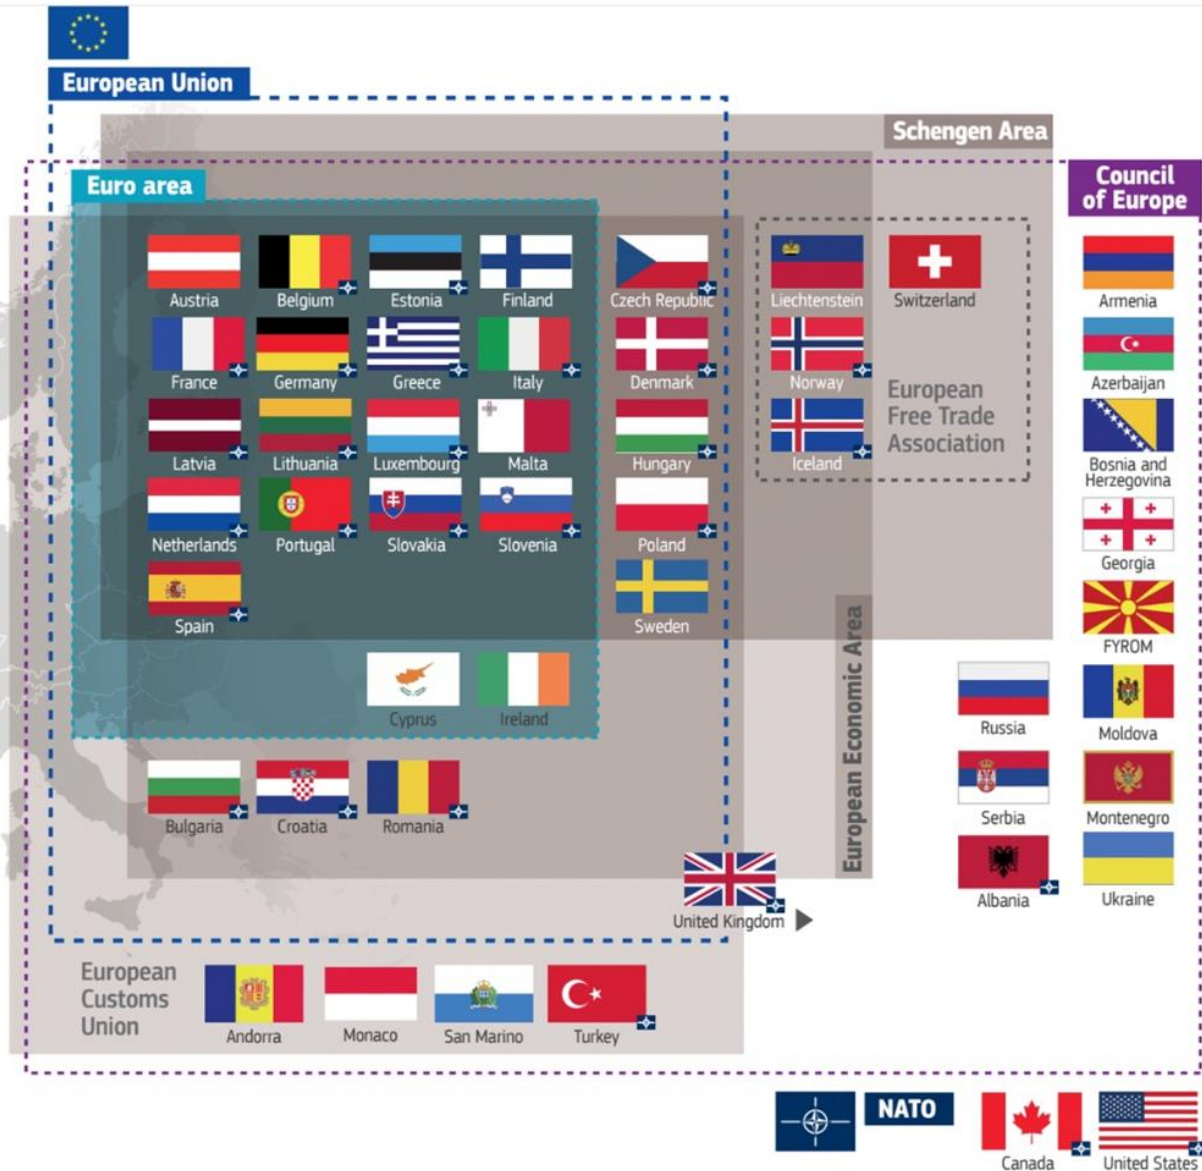 European Union
Schengen Area
Council
of Europe
Euro area
Austria
Belgium
Estonia
Finland
Czech Republic
Liechtenstein
Switzerland
Armenia
France
Germany
Greece
Italy
Denmark
Norway
European
Free Trade
Association
Azerbaijan
Latvia
Lithuania
Luxembourg
Malta
Hungary
Iceland
Bosnia and
Herzegovina
Netherlands
Portugal
Slovakia
Slovenia
Poland
Georgia
Spain
Sweden
FYROM
Cyprus
Ireland
European Economic Area
Russia
Moldova
Bulgaria
Croatia
Romania
Serbia
Montenegro
United Kingdom
Albania
Ukraine
European
Customs
Union
Andorra
Monaco
San Marino
Turkey
NATO
Canada
United States